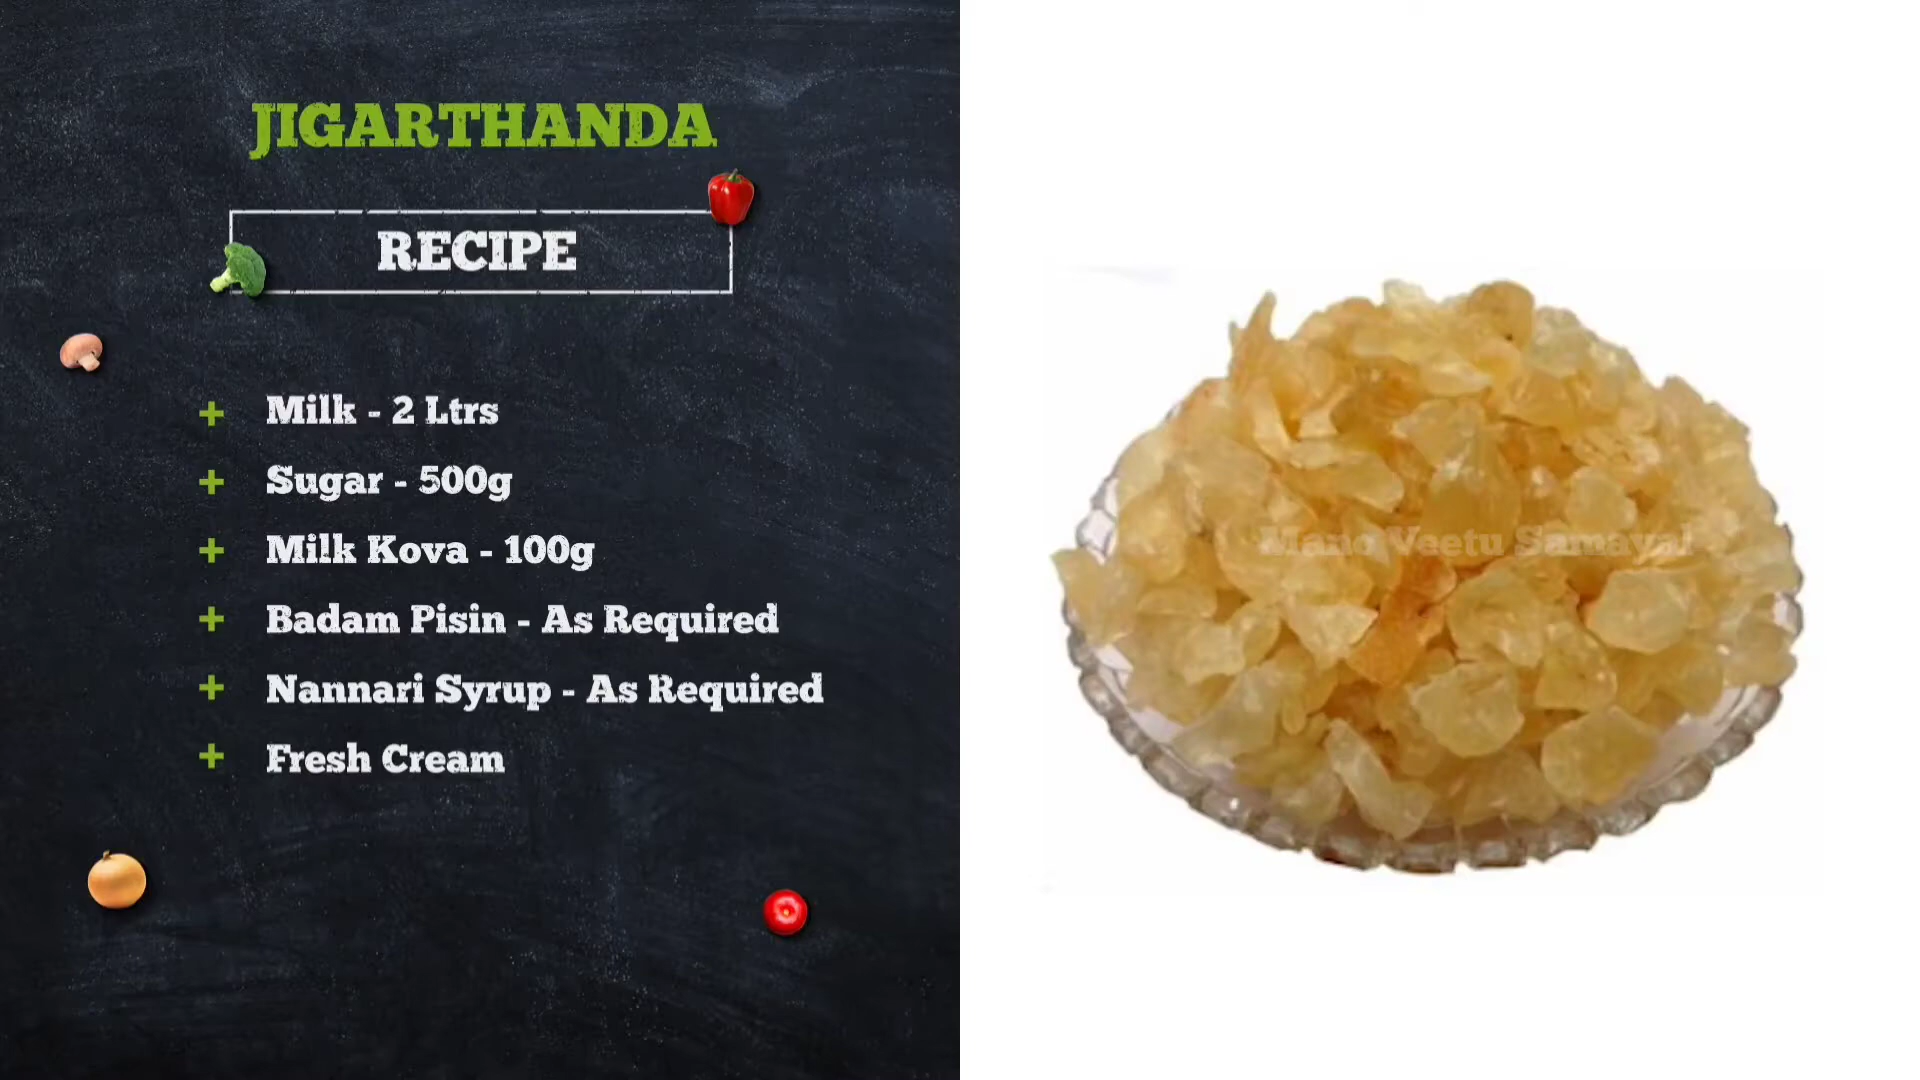 JIGARTHANDA
RECIPE
+ Milk - 2 Ltrs
+ Sugar - 500g
+ Milk Kova - 100g
+ Badam Pisin - As Required
+ Nannari Syrup - As Required
+ Fresh Cream
Mano Veetu Samayal